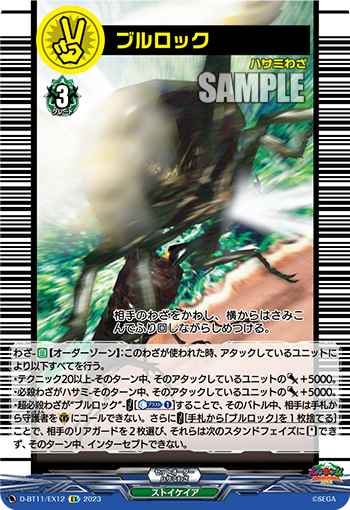 ブルロック
ハサミわざ
SAMPLE
3
グレード
相手のわざをかわし、横からはさみこ
んでふり回しながらしめつける。
わざ-【オーダーゾーン】:このわざが使われた時、アタックしているユニットに
より以下すべてを行う。
・テクニック20以上-そのターン中、そのアタックしているユニットの+5000。
・必殺わざがハサミ-そのターン中、そのアタックしているユニットの+5000。
・超必殺わざが“ブルロック”-【(1)】することで、そのバトル中、相手は手札か
ら守護者を(G)にコールできない。さらに【手札から「ブルロック」を1枚捨てる】
ことで、相手のリアガードを2枚選び、それらは次のスタンドフェイズに【スタンド】でき
ず、そのターン中、インターセプトできない。
セットオーダー
ストイケイア
D-BT11/EX12 2023
©SEGA